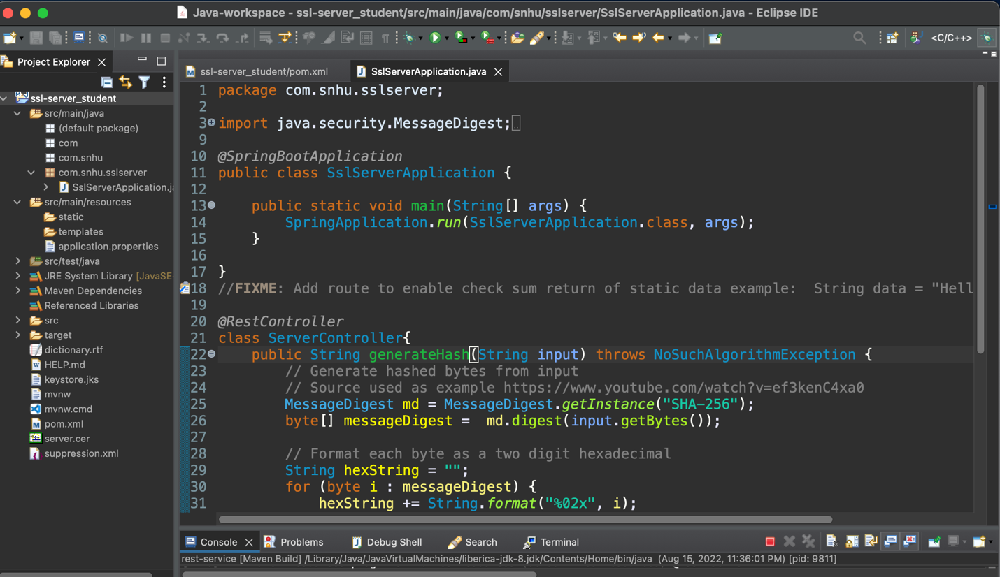 Java-workspace - ssl-server_student/src/main/java/com/snhu/sslserver/SslServerApplication.java - Eclipse IDE
<C/C++>
Project Explorer
ssl-server_student/pom.xml
SslServerApplication.java
ssl-server_student
src/main/java
(default package)
com
com.snhu
com.snhu.sslserver
SslServerApplication.ja
src/main/resources
static
templates
application.properties
src/test/java
JRE System Library [JavaSE-
Maven Dependencies
Referenced Libraries
src
target
dictionary.rtf
HELP.md
keystore.jks
mvnw
mvnw.cmd
pom.xml
server.cer
suppression.xml
1 package com.snhu.sslserver;
2
3 import java.security.MessageDigest;
9
10 @SpringBootApplication
11 public class SslServerApplication {
12
13 public static void main(String[] args) {
14 SpringApplication.run(SslServerApplication.class, args);
15 }
16
17 }
18 //FIXME: Add route to enable check sum return of static data example:  String data = "Hell
19
20 @RestController
21 class ServerController{
22 public String generateHash(String input) throws NoSuchAlgorithmException {
23 // Generate hashed bytes from input
24 // Source used as example https://www.youtube.com/watch?v=ef3kenC4xa0
25 MessageDigest md = MessageDigest.getInstance("SHA-256");
26 byte[] messageDigest =  md.digest(input.getBytes());
27
28 // Format each byte as a two digit hexadecimal
29 String hexString = "";
30 for (byte i : messageDigest) {
31 hexString += String.format("%02x", i);
Console
Problems
Debug Shell
Search
Terminal
rest-service [Maven Build] /Library/Java/JavaVirtualMachines/liberica-jdk-8.jdk/Contents/Home/bin/java  (Aug 15, 2022, 11:36:01 PM) [pid: 9811]